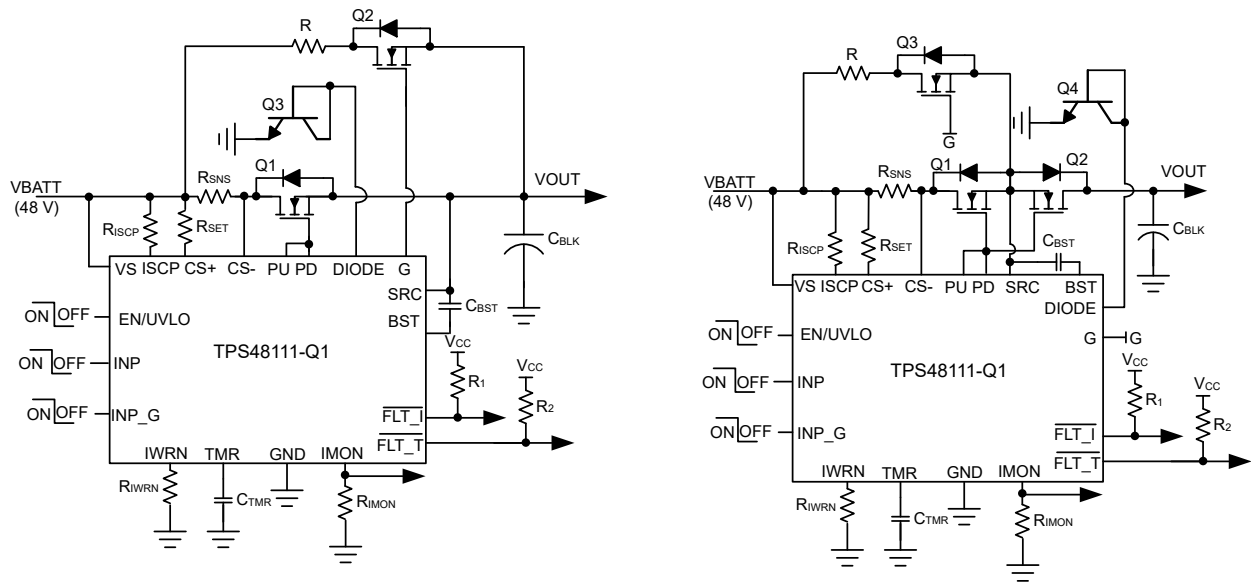 Q2
R
Q3
RSNS
Q1
VBATT
(48 V)
VOUT
RISCP
RSET
CBLK
VS ISCP CS+ CS- PU PD DIODE G
SRC
CBST
BST
ON OFF EN/UVLO
TPS48111-Q1
VCC
ON OFF INP
R1
VCC
R2
ON OFF INP_G
FLT_I
FLT_T
IWRN TMR GND IMON
RIWRN
CTMR
RIMON
Q3
R
Q4
G
RSNS
Q1
Q2
VBATT
(48 V)
VOUT
RISCP
RSET
CBST
CBLK
VS ISCP CS+ CS- PU PD SRC BST
DIODE
ON OFF EN/UVLO
G G
TPS48111-Q1
VCC
ON OFF INP
R1
VCC
R2
ON OFF INP_G
FLT_I
FLT_T
IWRN TMR GND IMON
RIWRN
CTMR
RIMON